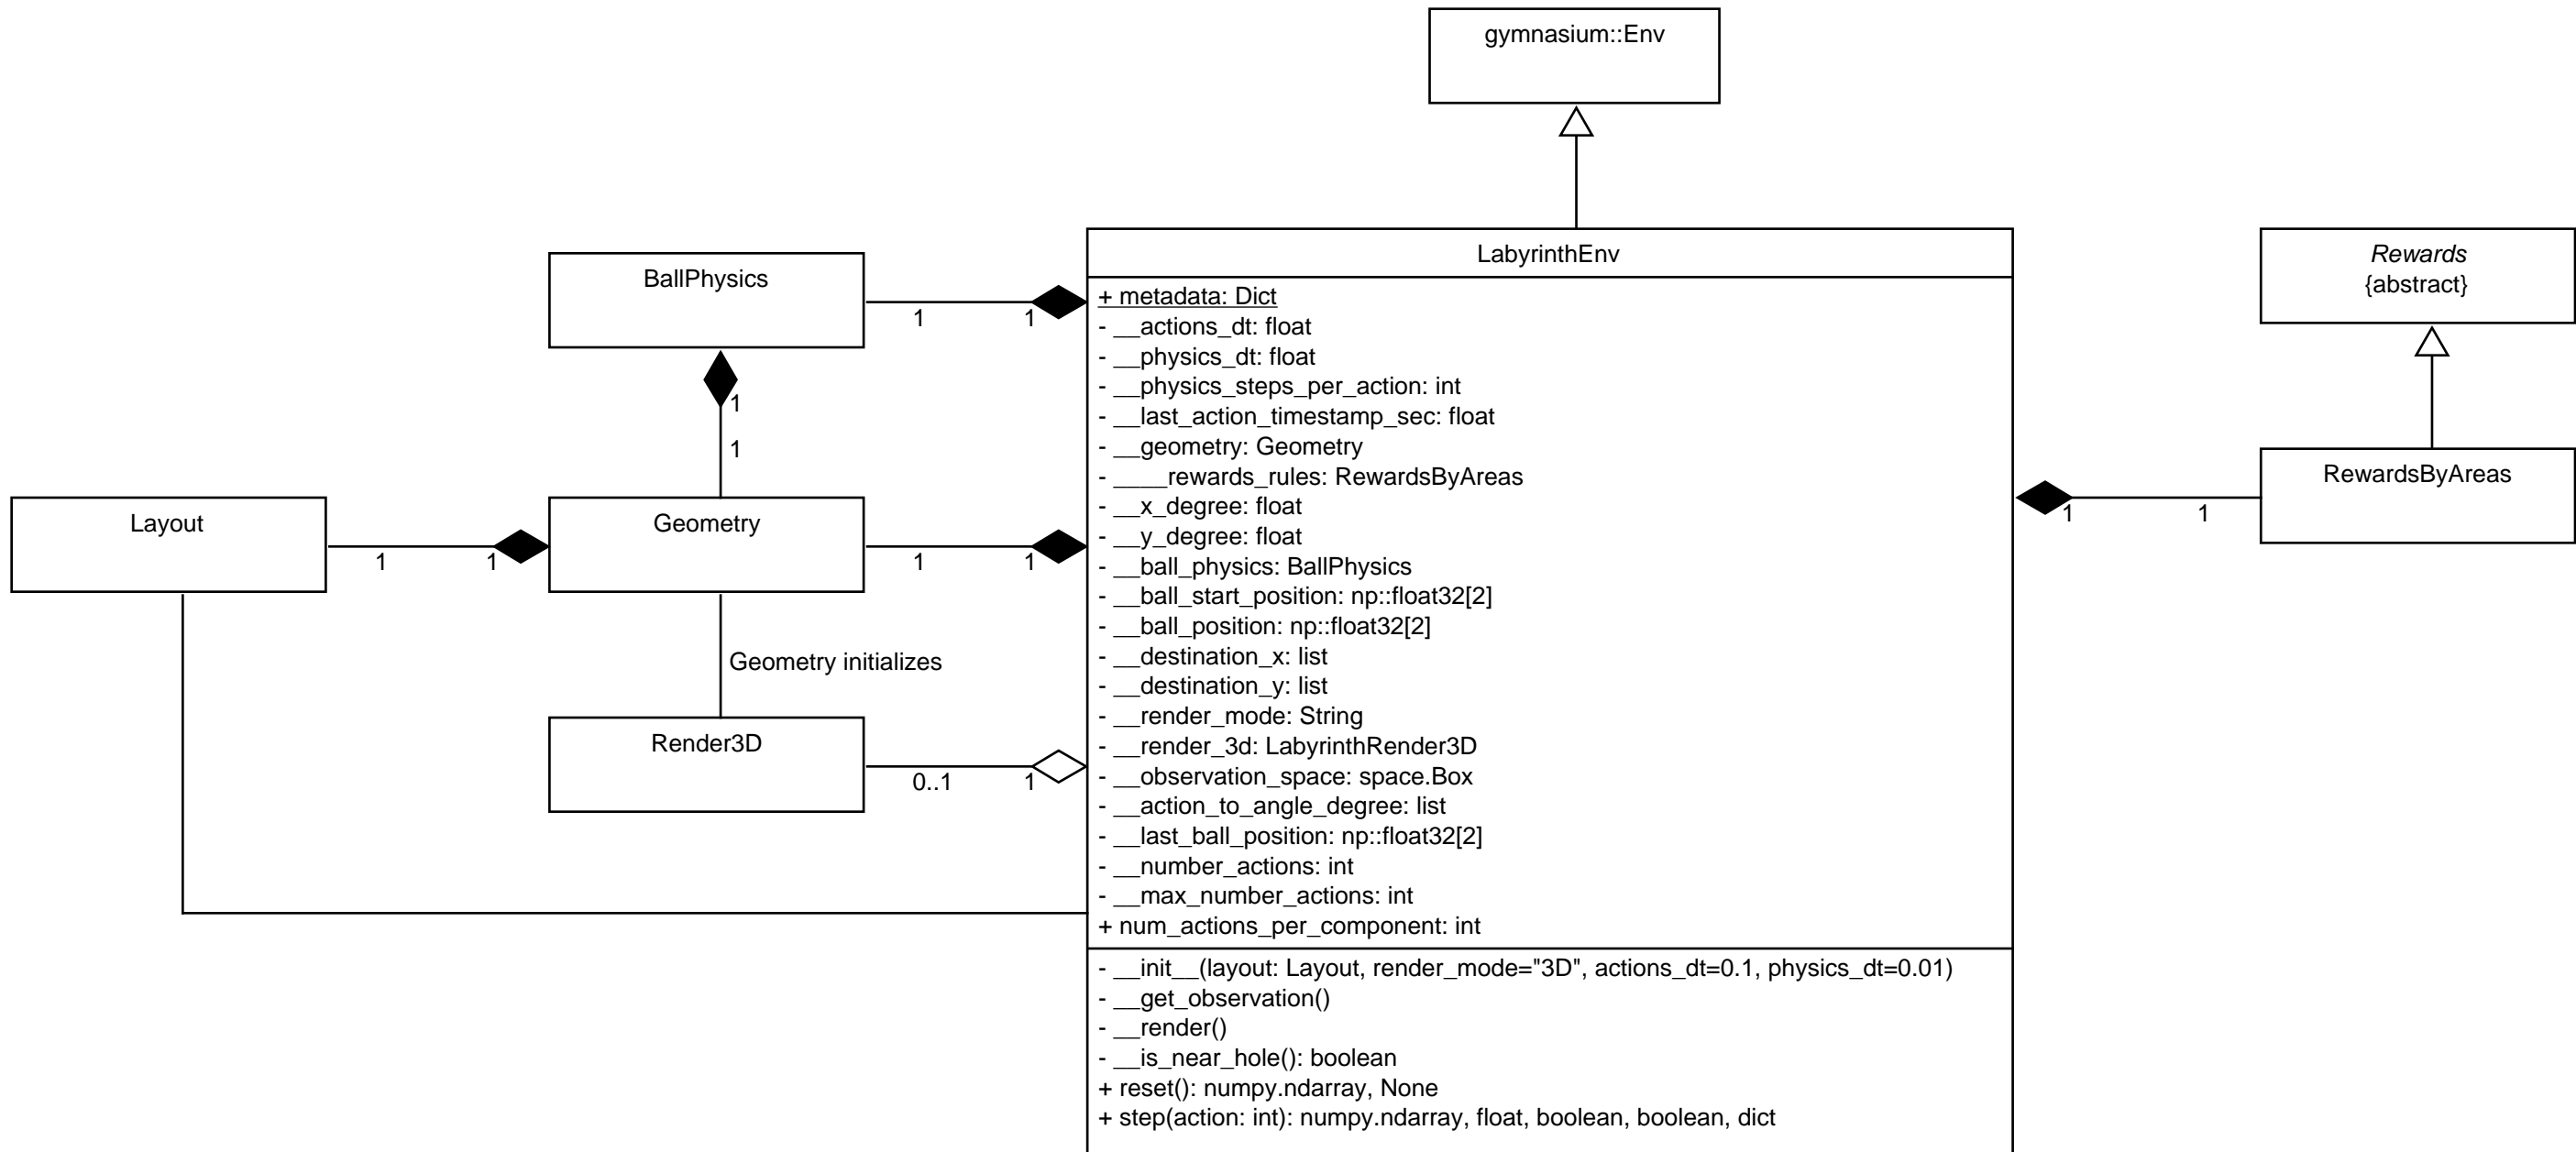 gymnasium::Env
LabyrinthEnv
+ metadata: Dict
- __actions_dt: float
- __physics_dt: float
- __physics_steps_per_action: int
- __last_action_timestamp_sec: float
- __geometry: Geometry
- ____rewards_rules: RewardsByAreas
- __x_degree: float
- __y_degree: float
- __ball_physics: BallPhysics
- __ball_start_position: np::float32[2]
- __ball_position: np::float32[2]
- __destination_x: list
- __destination_y: list
- __render_mode: String
- __render_3d: LabyrinthRender3D
- __observation_space: space.Box
- __action_to_angle_degree: list
- __last_ball_position: np::float32[2]
- __number_actions: int
- __max_number_actions: int
+ num_actions_per_component: int
- __init__(layout: Layout, render_mode="3D", actions_dt=0.1, physics_dt=0.01)
- __get_observation()
- __render()
- __is_near_hole(): boolean
+ reset(): numpy.ndarray, None
+ step(action: int): numpy.ndarray, float, boolean, boolean, dict
BallPhysics
1 1
1
1
Layout
1 1
Geometry
1 1
Geometry initializes
Render3D
0..1 1
Rewards
{abstract}
RewardsByAreas
1 1